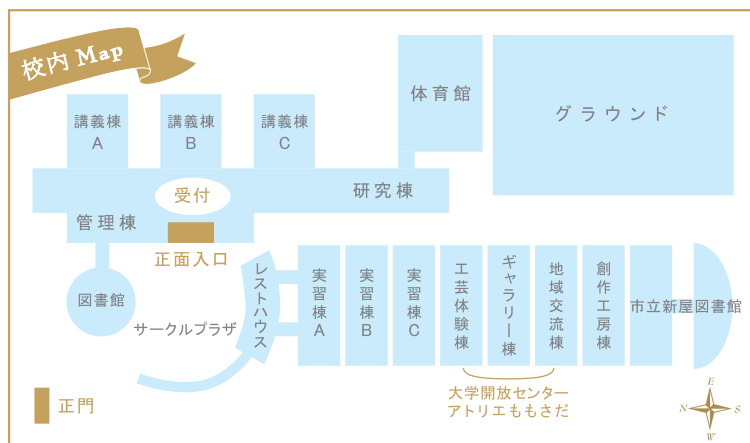 校内 Map
体育館
グラウンド
講義棟
A
講義棟
B
講義棟
C
受付
研究棟
管理棟
正面入口
図書館
サークルプラザ
レストハウス
実習棟A
実習棟B
実習棟C
工芸体験棟
ギャラリー棟
地域交流棟
創作工房棟
市立新屋図書館
大学開放センター
アトリエももさだ
正門
E
N
S
W